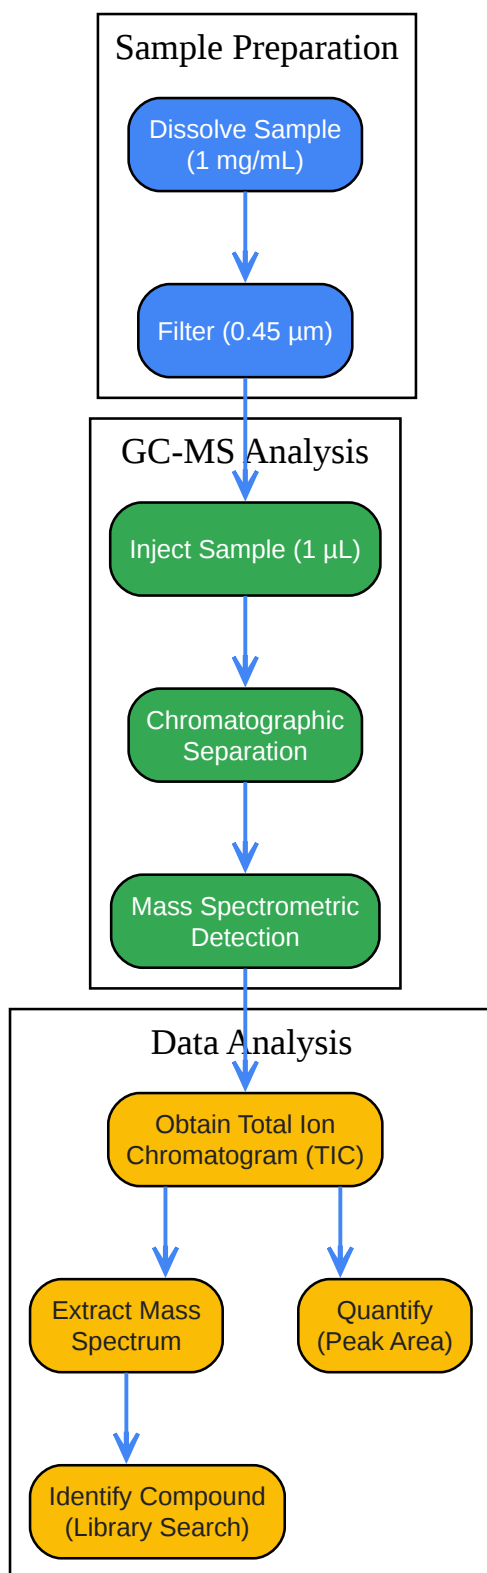 Sample Preparation
Dissolve Sample
(1 mg/mL)
Filter (0.45 µm)
GC-MS Analysis
Inject Sample (1 µL)
Chromatographic
Separation
Mass Spectrometric
Detection
Data Analysis
Obtain Total Ion
Chromatogram (TIC)
Extract Mass
Spectrum
Quantify
(Peak Area)
Identify Compound
(Library Search)